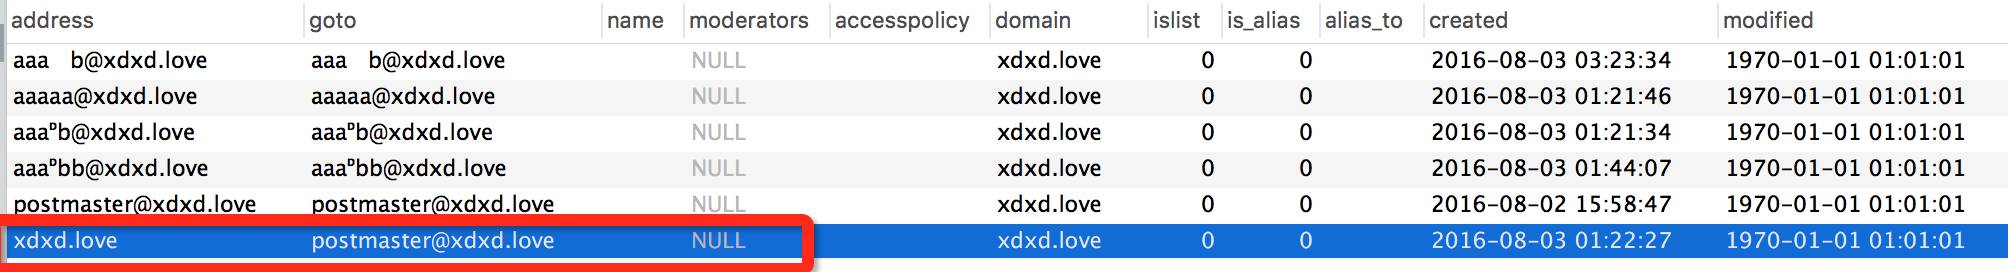 address goto name moderators accesspolicy domain islist is_alias alias_to created modified
aaa   b@xdxd.love aaa   b@xdxd.love NULL xdxd.love 0 0 2016-08-03 03:23:34 1970-01-01 01:01:01
aaaaa@xdxd.love aaaaa@xdxd.love NULL xdxd.love 0 0 2016-08-03 01:21:46 1970-01-01 01:01:01
aaaᴾb@xdxd.love aaaᴾb@xdxd.love NULL xdxd.love 0 0 2016-08-03 01:21:34 1970-01-01 01:01:01
aaaᴾbb@xdxd.love aaaᴾbb@xdxd.love NULL xdxd.love 0 0 2016-08-03 01:44:07 1970-01-01 01:01:01
postmaster@xdxd.love postmaster@xdxd.love NULL xdxd.love 0 0 2016-08-02 15:58:47 1970-01-01 01:01:01
xdxd.love postmaster@xdxd.love NULL xdxd.love 0 0 2016-08-03 01:22:27 1970-01-01 01:01:01